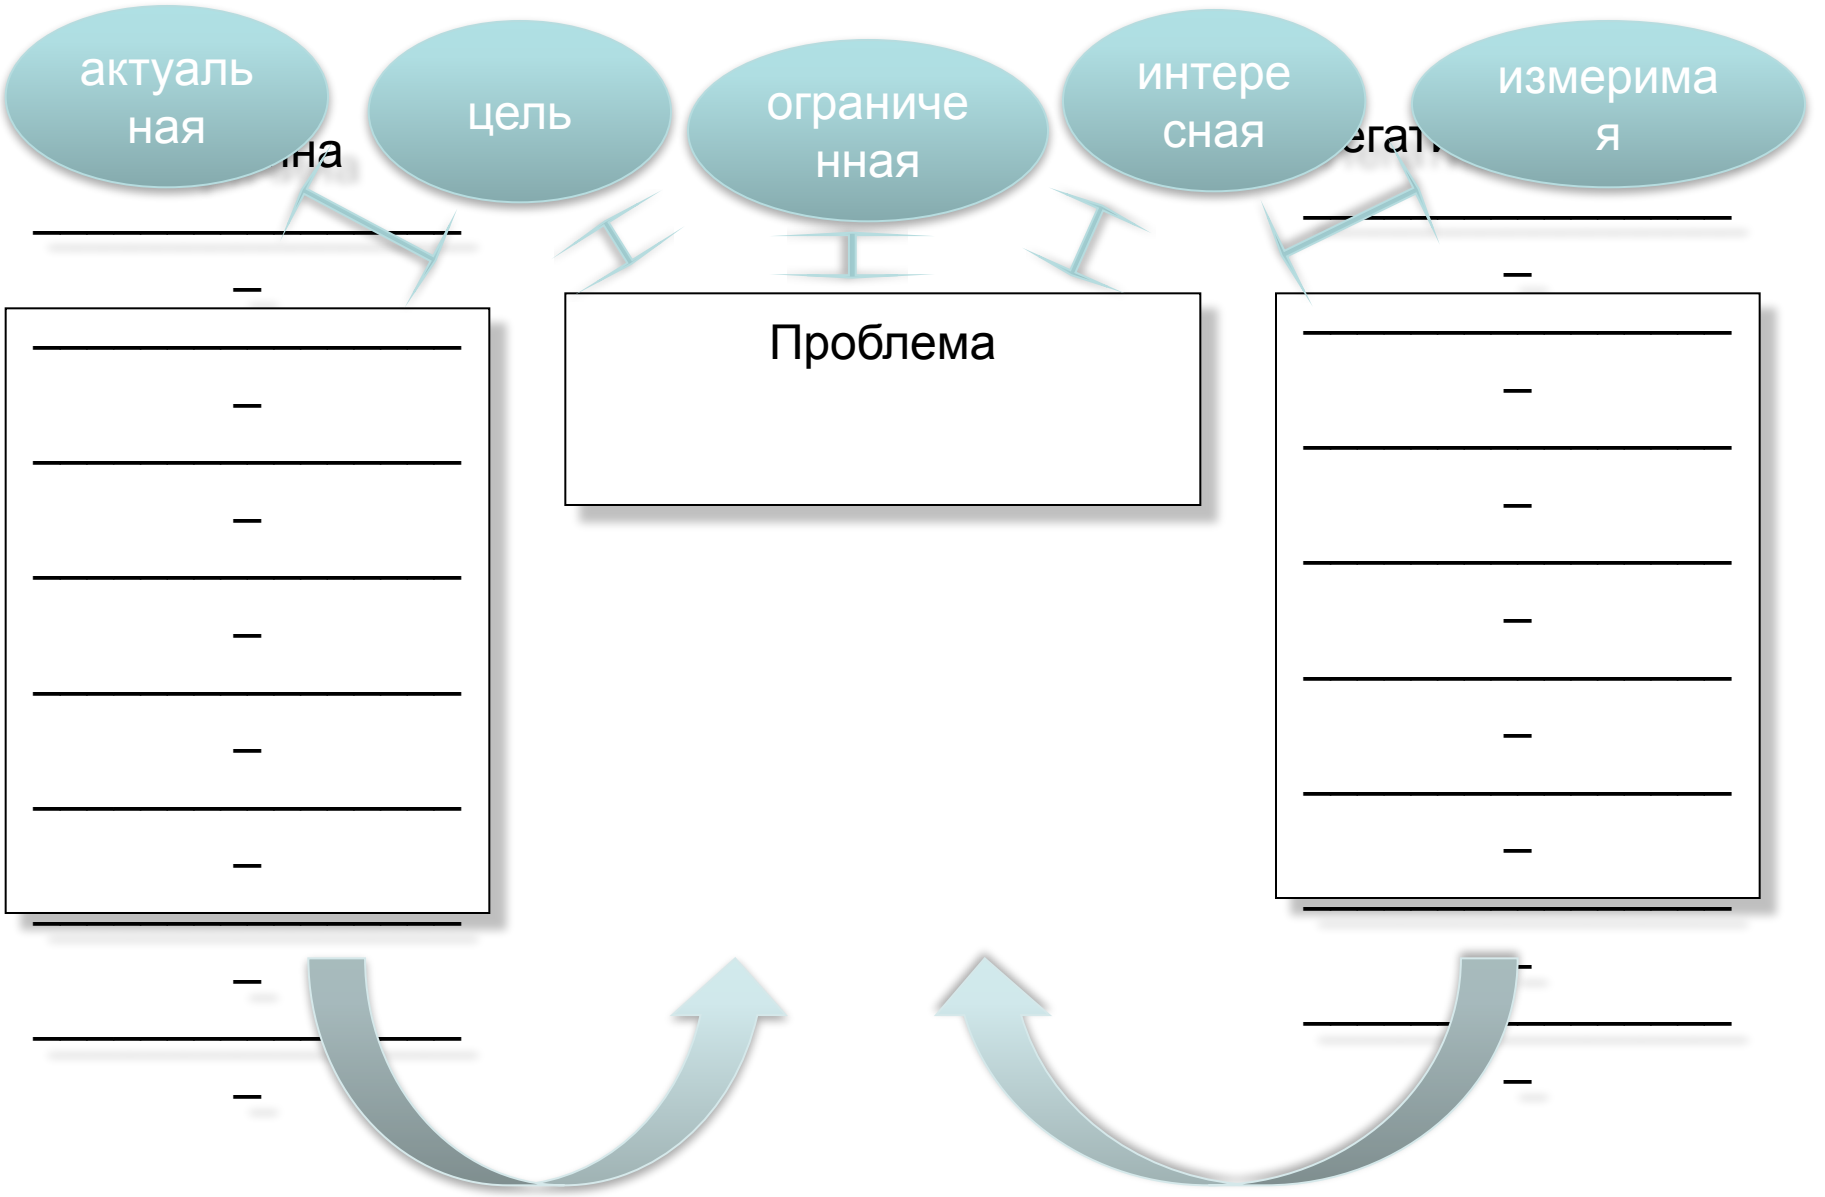 актуаль
ная
цель
ограниче
нная
интере
сная
измерима
я
Проблема